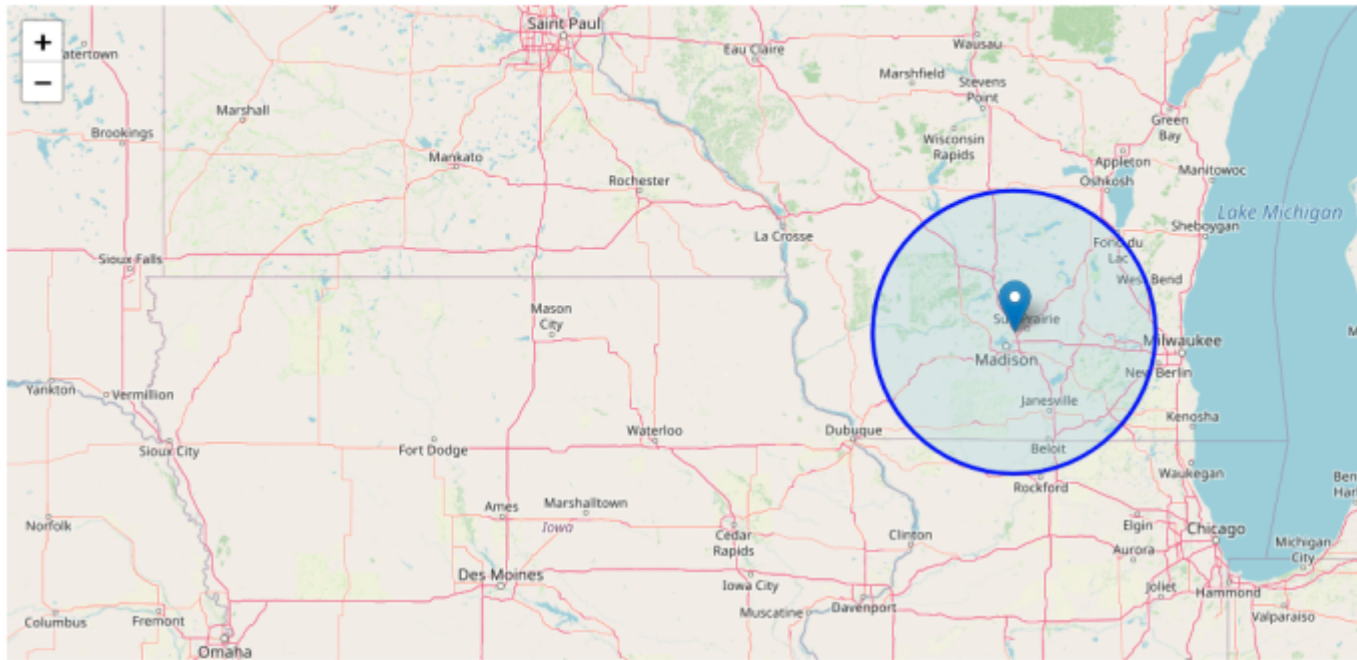 +
−
Saint Paul
Eau Claire
Wausau
atertown
Marshfield
Stevens
Point
Marshall
Green
Bay
Brookings
Wisconsin
Rapids
Mankato
Appleton
Rochester
Oshkosh
Manitowoc
Lake Michigan
La Crosse
Sheboygan
Fond du
Lac
Sioux Falls
West Bend
Mason
City
Prairie
Milwaukee
Madison
New Berlin
Yankton
Vermillion
Janesville
Kenosha
Waterloo
Dubuque
Sioux City
Fort Dodge
Beloit
Waukegan
Rockford
Ben
Har
Ames
Marshalltown
Norfolk
Iowa
Cedar
Rapids
Clinton
Elgin
Chicago
Aurora
Michigan
City
Des Moines
Iowa City
Joliet
Hammond
Columbus
Fremont
Muscatine
Davenport
Valparaiso
Omaha